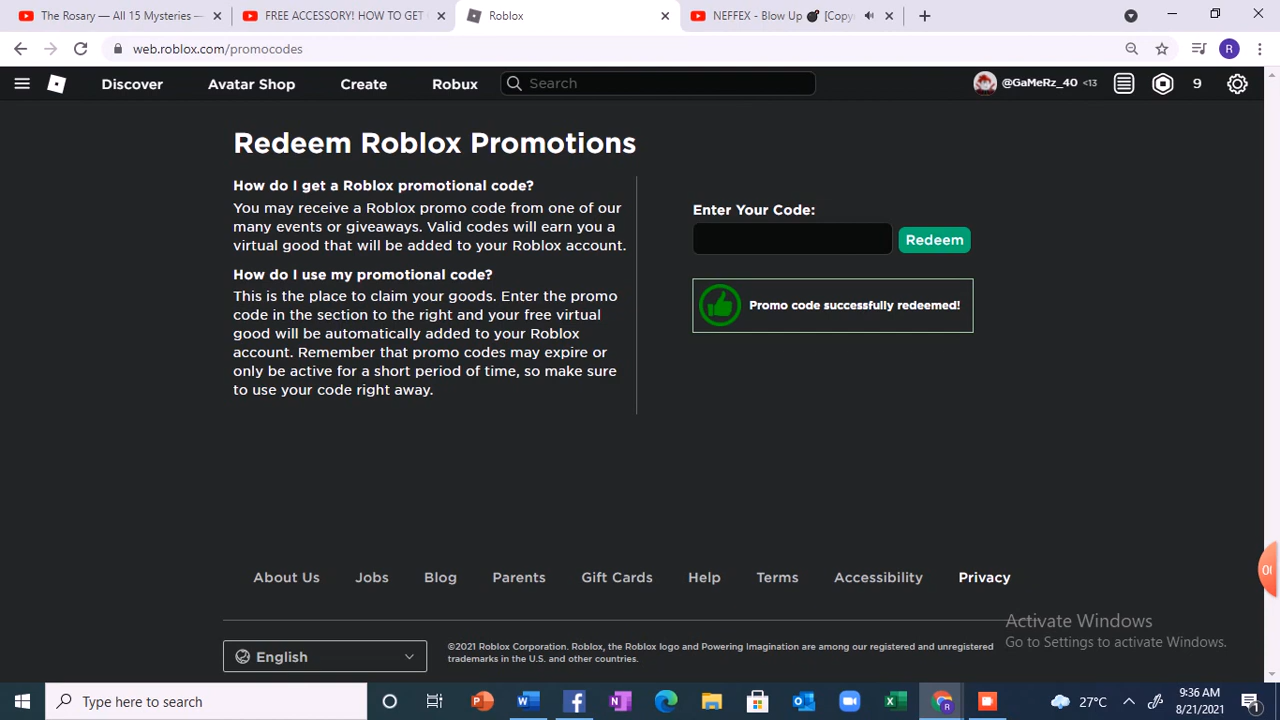 The Rosary — All 15 Mysteries —
FREE ACCESSORY! HOW TO GET
Roblox
NEFFEX - Blow Up 💣 [Copy
web.roblox.com/promocodes
R
Discover
Avatar Shop
Create
Robux
Search
@GaMeRz_40 <13
9
Redeem Roblox Promotions
How do I get a Roblox promotional code?
You may receive a Roblox promo code from one of our
many events or giveaways. Valid codes will earn you a
virtual good that will be added to your Roblox account.
How do I use my promotional code?
This is the place to claim your goods. Enter the promo
code in the section to the right and your free virtual
good will be automatically added to your Roblox
account. Remember that promo codes may expire or
only be active for a short period of time, so make sure
to use your code right away.
Enter Your Code:
Redeem
Promo code successfully redeemed!
About Us
Jobs
Blog
Parents
Gift Cards
Help
Terms
Accessibility
Privacy
Activate Windows
Go to Settings to activate Windows.
English
©2021 Roblox Corporation. Roblox, the Roblox logo and Powering Imagination are among our registered and unregistered
trademarks in the U.S. and other countries.
Type here to search
27°C
9:36 AM
8/21/2021
1